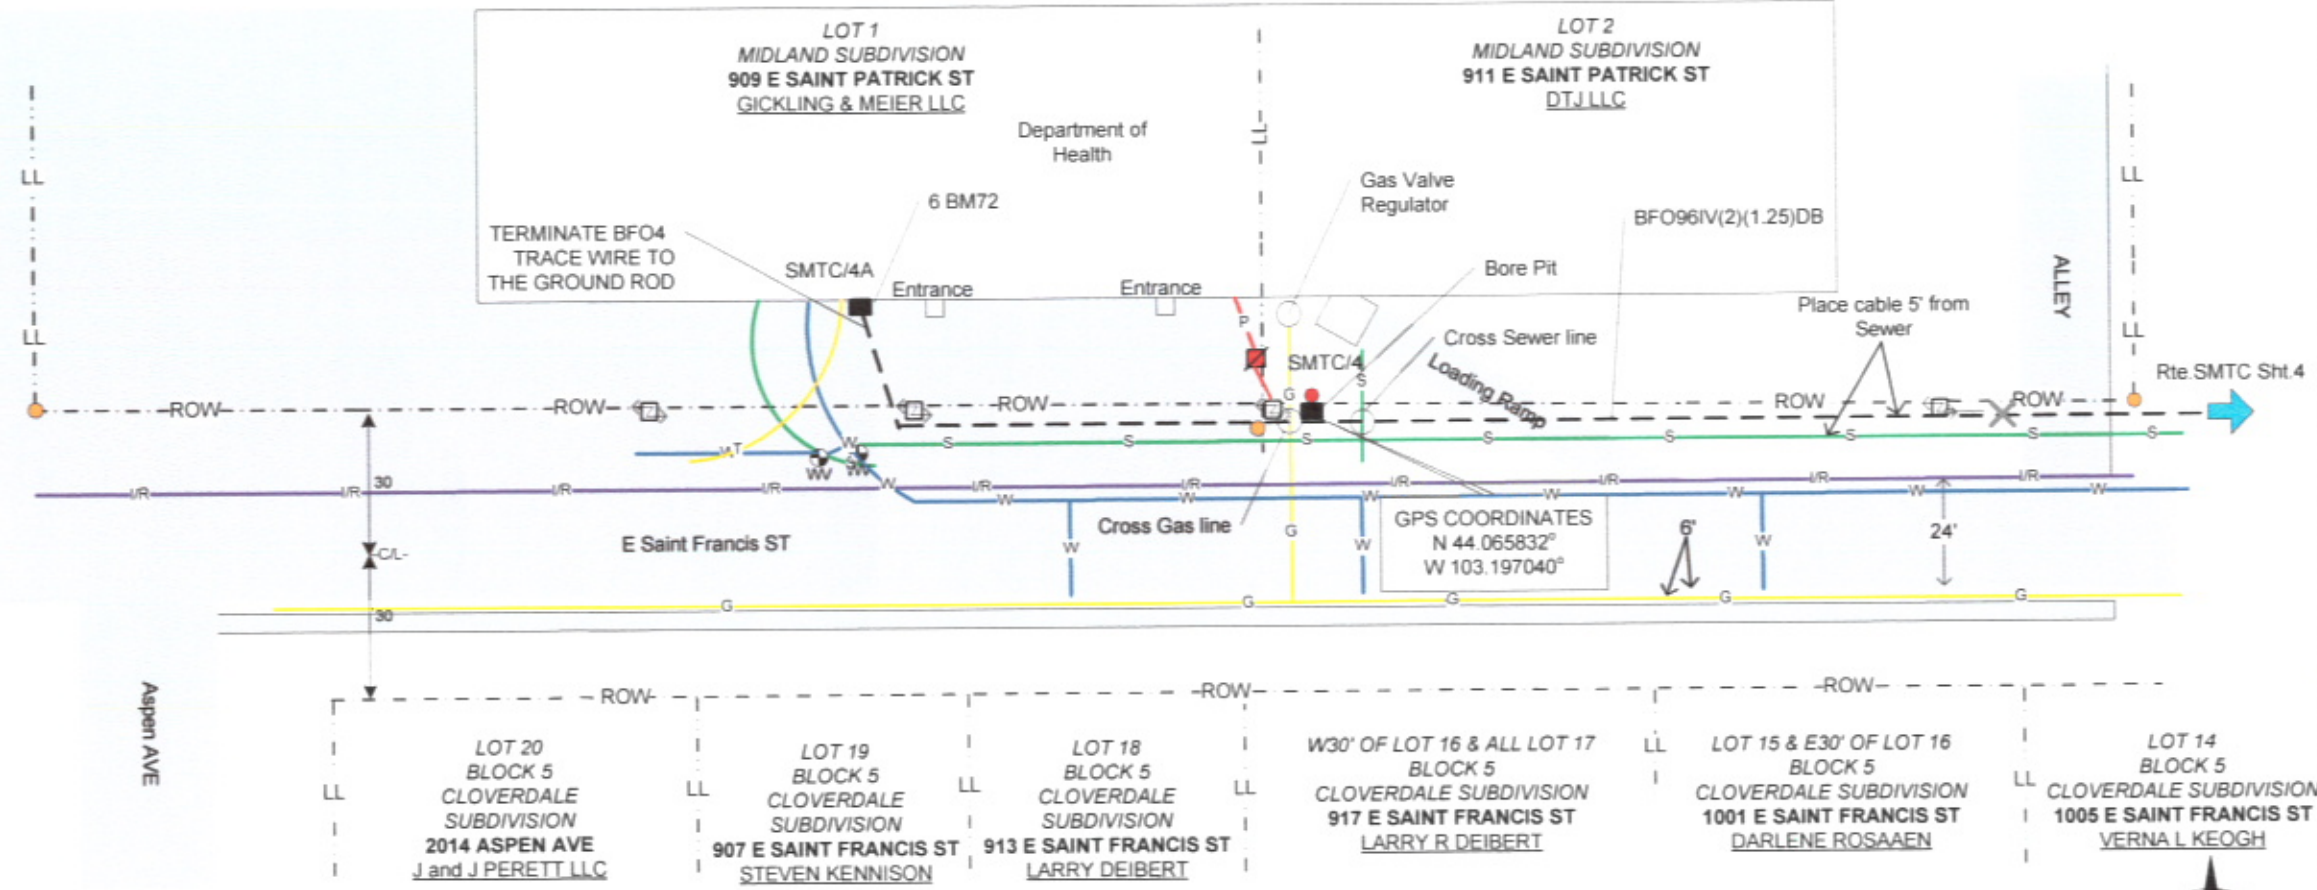 LOT 1
MIDLAND SUBDIVISION
909 E SAINT PATRICK ST
GICKLING & MEIER LLC
LOT 2
MIDLAND SUBDIVISION
911 E SAINT PATRICK ST
DTJ LLC
Department of
Health
LL
LL
LL
LL
LL
6 BM72
Gas Valve
Regulator
BFO96IV(2)(1.25)DB
TERMINATE BFO4
TRACE WIRE TO
THE GROUND ROD
SMTC/4A
Entrance
Entrance
Bore Pit
Place cable 5' from
Sewer
ALLEY
P
Cross Sewer line
SMTC/4
Loading Ramp
Rte.SMTC Sht.4
G
S
ROW
ROW
ROW
ROW
ROW
W
T
W
S
W
W
S
S
S
S
S
S
S
S
I/R
I/R
I/R
I/R
I/R
I/R
I/R
I/R
I/R
I/R
30
W
W
W
W
W
W
W
W
C/L
E Saint Francis ST
W
Cross Gas line
G
W
GPS COORDINATES
N 44.065832°
W 103.197040°
6'
W
24'
G
G
G
G
G
30
Aspen AVE
ROW
ROW
ROW
LL
LL
LL
LL
LL
LL
LOT 20
BLOCK 5
CLOVERDALE
SUBDIVISION
2014 ASPEN AVE
J and J PERETT LLC
LOT 19
BLOCK 5
CLOVERDALE
SUBDIVISION
907 E SAINT FRANCIS ST
STEVEN KENNISON
LOT 18
BLOCK 5
CLOVERDALE
SUBDIVISION
913 E SAINT FRANCIS ST
LARRY DEIBERT
W30' OF LOT 16 & ALL LOT 17
BLOCK 5
CLOVERDALE SUBDIVISION
917 E SAINT FRANCIS ST
LARRY R DEIBERT
LOT 15 & E30' OF LOT 16
BLOCK 5
CLOVERDALE SUBDIVISION
1001 E SAINT FRANCIS ST
DARLENE ROSAAEN
LOT 14
BLOCK 5
CLOVERDALE SUBDIVISION
1005 E SAINT FRANCIS ST
VERNA L KEOGH